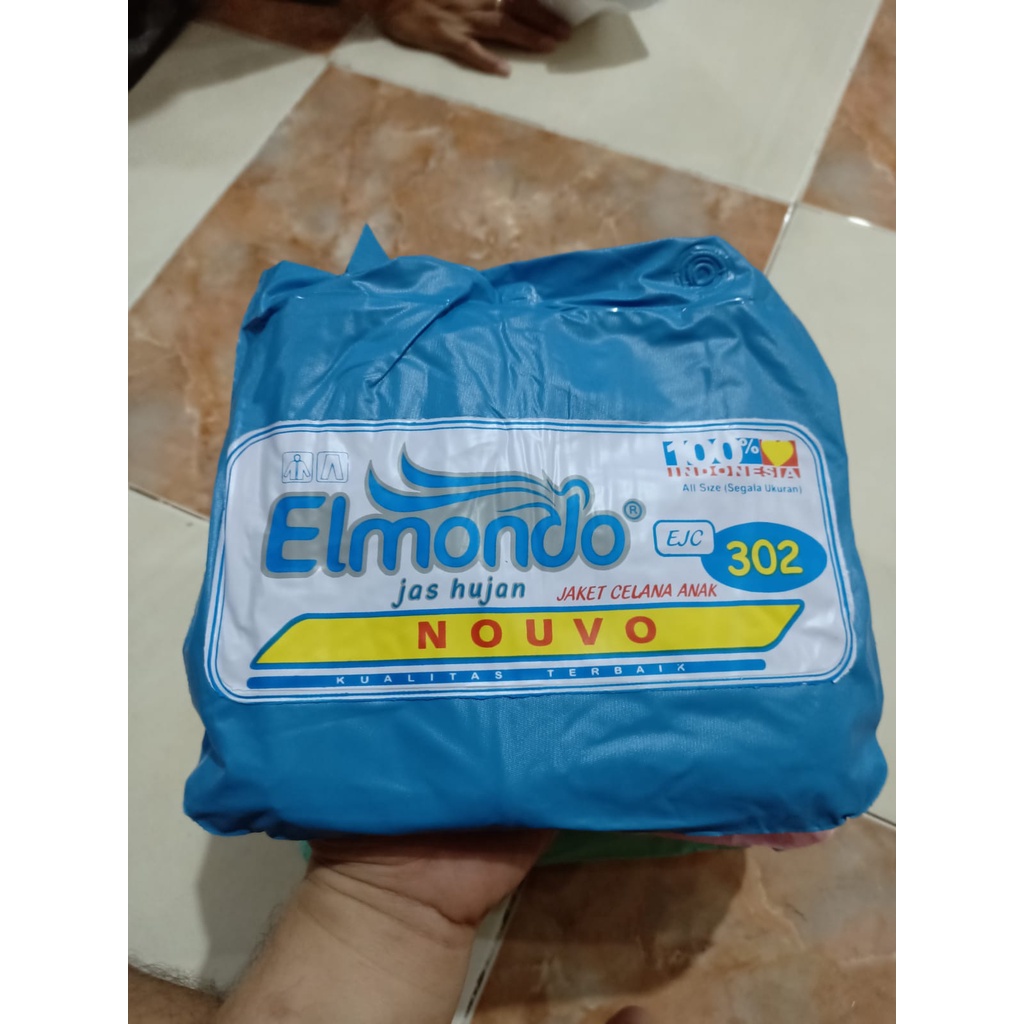 100% INDONESIA
All Size (Segala Ukuran)
Elmondo®
EJC 302
jas hujan
JAKET CELANA ANAK
NOUVO
KUALITAS TERBAIK